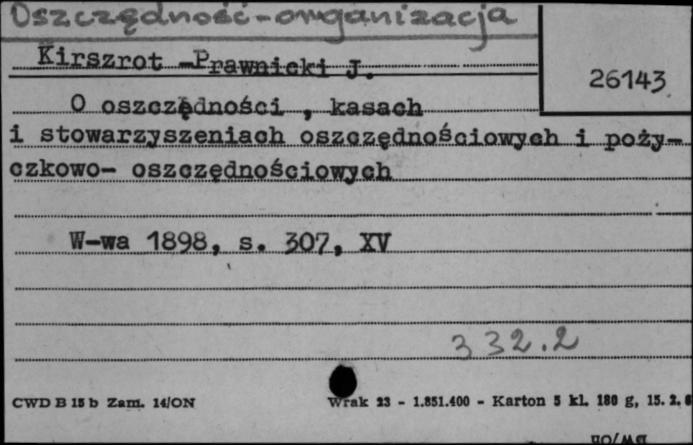 Oszczędność-organizacja
Kirszrot -Prawnicki J.
26143
O oszczędności , kasach
i stowarzyszeniach oszczędnościowych i poży-
czkowo- oszczędnościowych
W-wa 1898, s. 307, XV
332.2
CWD B 15 b Zam. 14/ON
Wrak 23 - 1.851.400 - Karton 5 kl. 180 g, 15. 2. 6